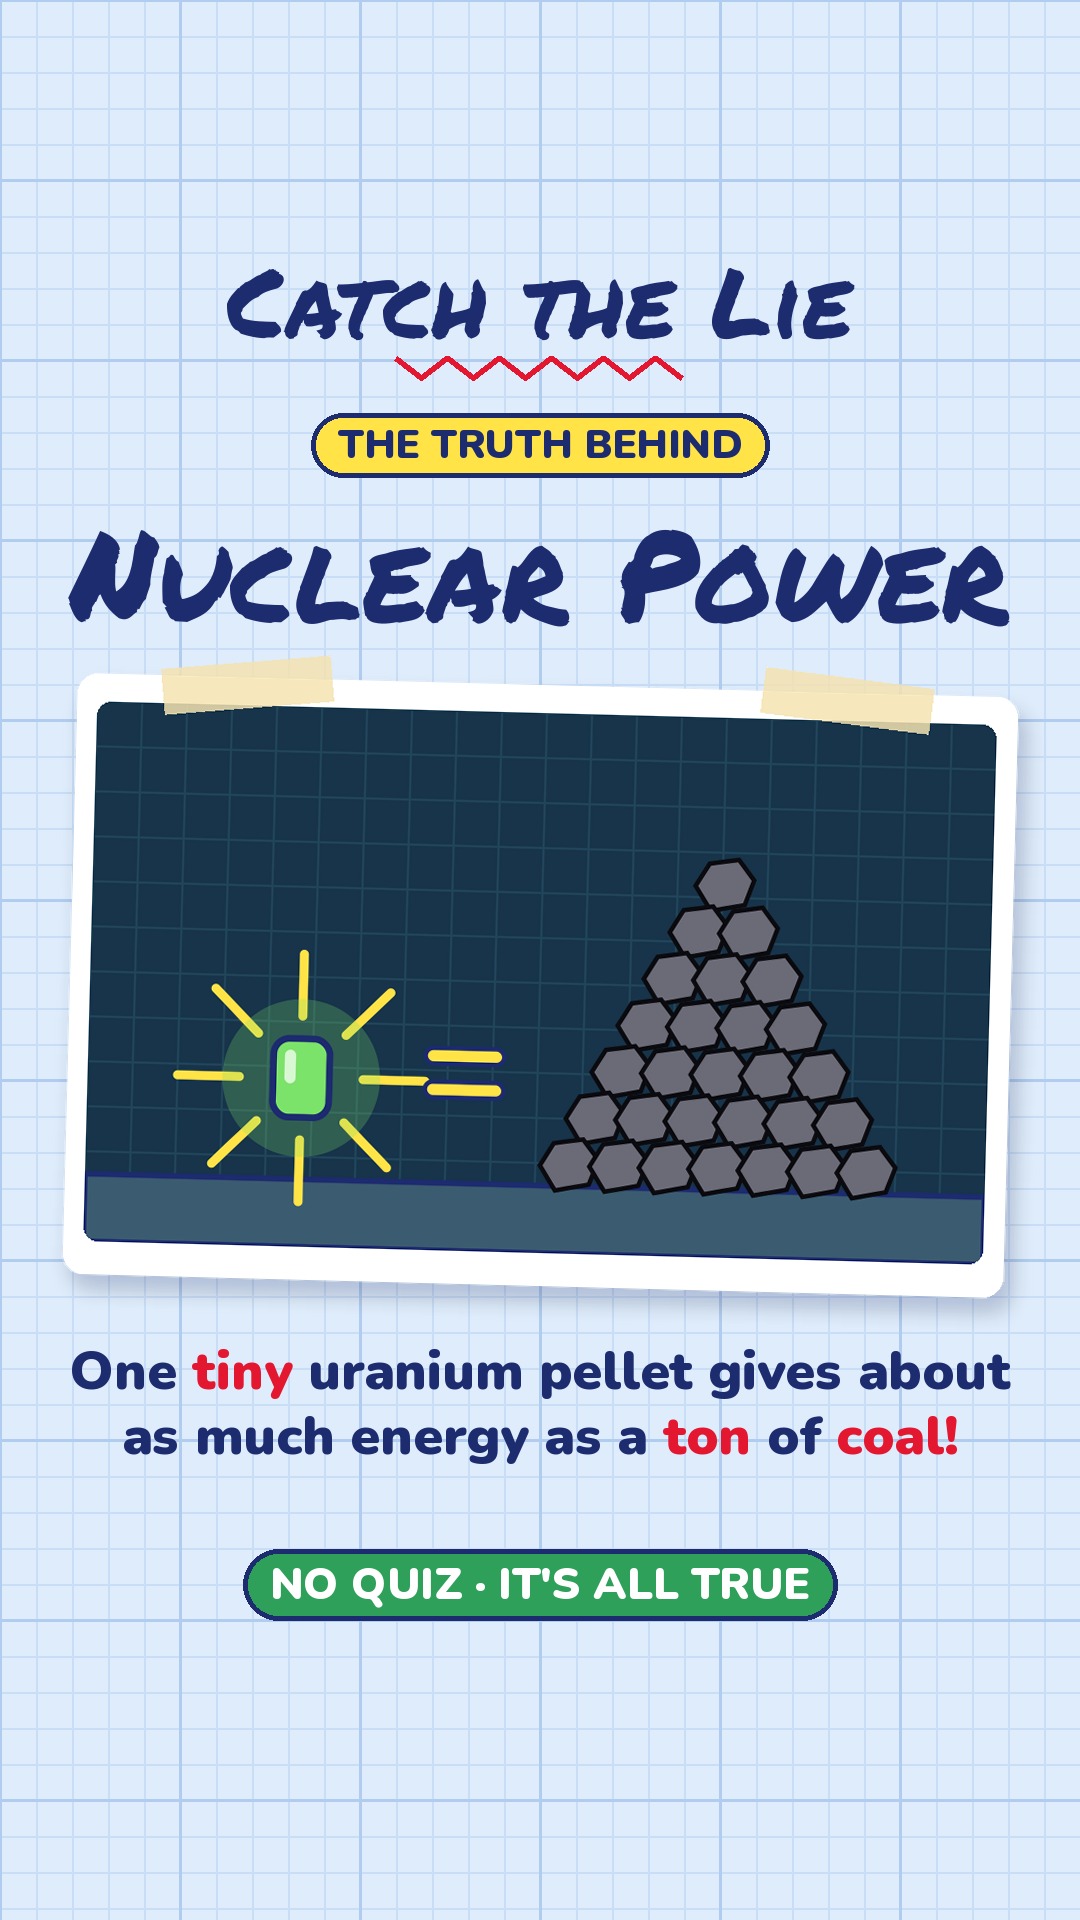 Catch the Lie
THE TRUTH BEHIND
Nuclear Power
One tiny uranium pellet gives about
as much energy as a ton of coal!
NO QUIZ · IT'S ALL TRUE